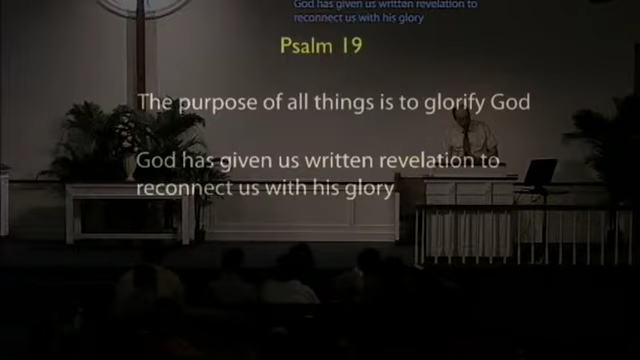 God has given us written revelation to
reconnect us with his glory
Psalm 19
The purpose of all things is to glorify God
God has given us written revelation to
reconnect us with his glory